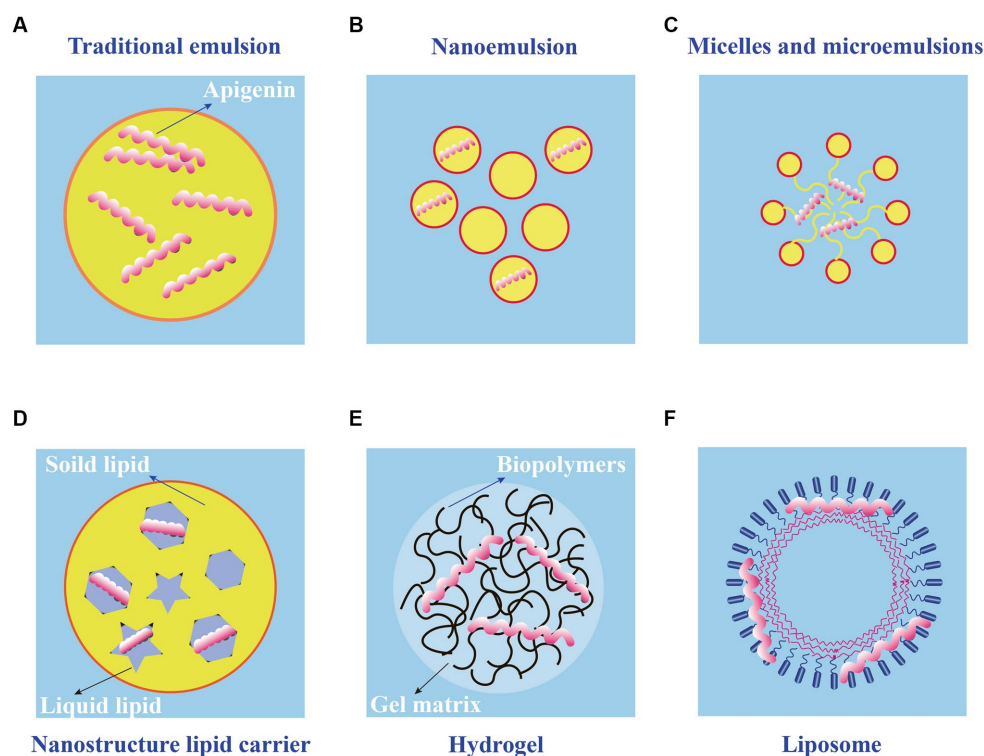 A
Traditional emulsion
Apigenin
B
Nanoemulsion
C
Micelles and microemulsions
D
Soild lipid
Liquid lipid
Nanostructure lipid carrier
E
Biopolymers
Gel matrix
Hydrogel
F
Liposome